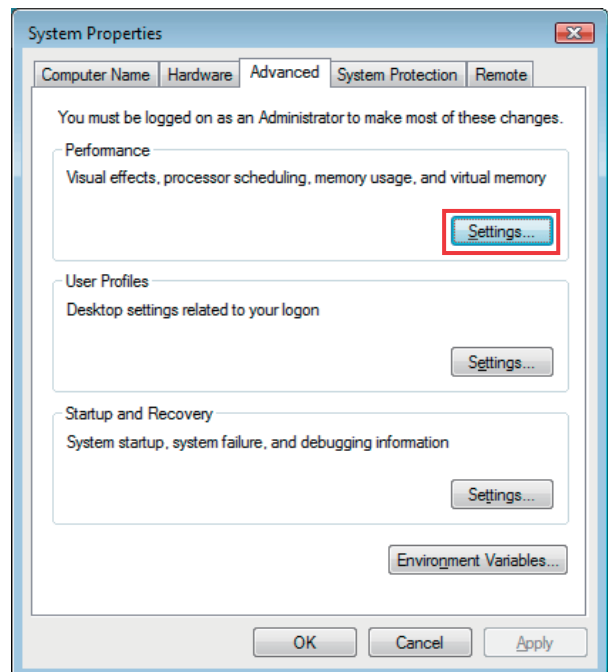 System Properties
Computer Name Hardware Advanced System Protection Remote
You must be logged on as an Administrator to make most of these changes.
Performance
Visual effects, processor scheduling, memory usage, and virtual memory
Settings...
User Profiles
Desktop settings related to your logon
Settings...
Startup and Recovery
System startup, system failure, and debugging information
Settings...
Environment Variables...
OK Cancel Apply